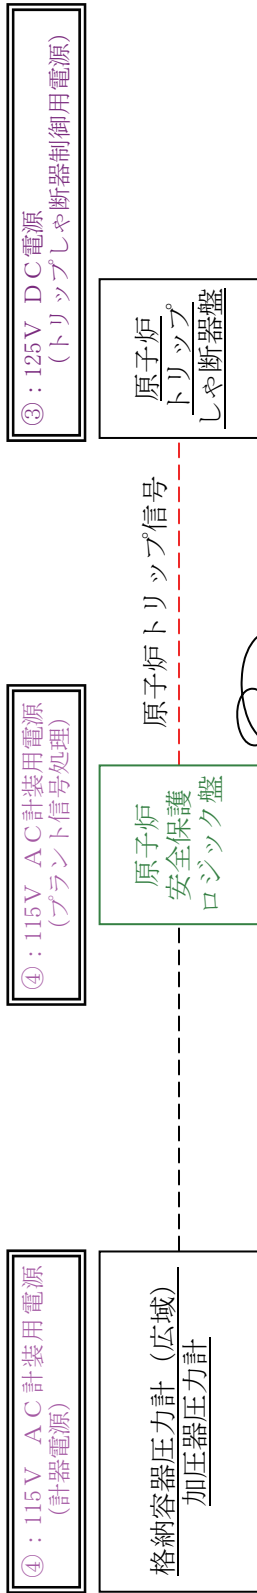 ④：115V AC計装用電源
(計器電源)
④：115V AC計装用電源
(プラント信号処理)
③：125V DC電源
(トリップしゃ断器制御用電源)
格納容器圧力計 (広域)
加圧器圧力計
原子炉
安全保護
ロジック盤
原子炉トリップ信号
原子炉
トリップ
しゃ断器盤